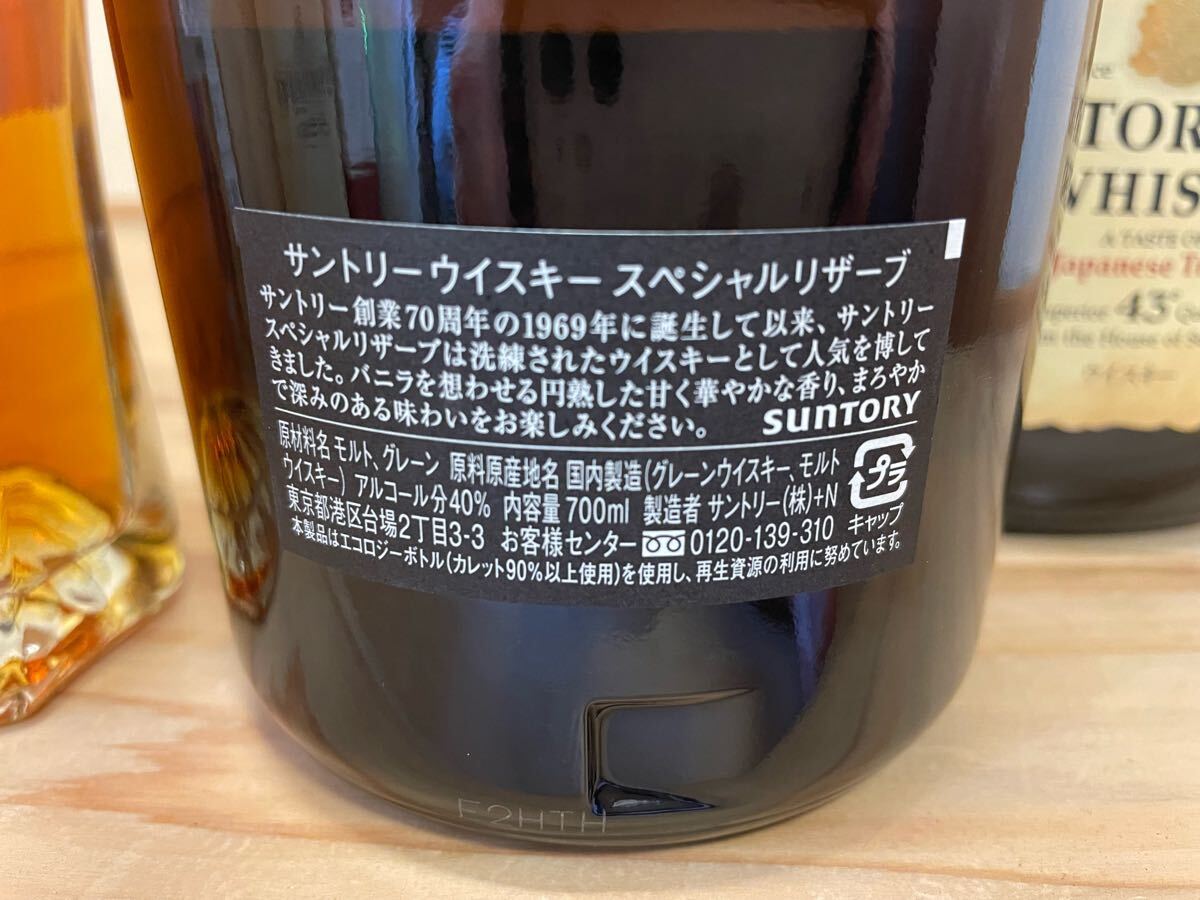 サントリーウイスキー スペシャルリザーブ
サントリー創業70周年の1969年に誕生して以来、サントリー
スペシャルリザーブは洗練されたウイスキーとして人気を博して
きました。バニラを想わせる円熟した甘く華やかな香り、まろやか
で深みのある味わいをお楽しみください。 SUNTORY
原材料名 モルト、グレーン 原料原産地名 国内製造(グレーンウイスキー、モルト
ウイスキー) アルコール分40% 内容量 700ml 製造者 サントリー(株)+N
東京都港区台場2丁目3-3 お客様センター 0120-139-310
プラ
キャップ
本製品はエコロジーボトル(カレット90%以上使用)を使用し、再生資源の利用に努めています。
F2HTH
WHIS
A TASTE
Japanese
43°
in the House of
ウイスキー